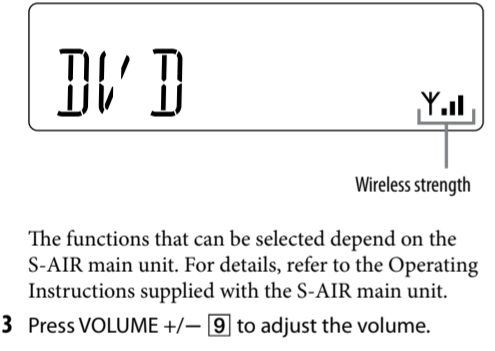 DVD
Wireless strength
The functions that can be selected depend on the
S-AIR main unit. For details, refer to the Operating
Instructions supplied with the S-AIR main unit.
3 Press VOLUME +/− 9 to adjust the volume.